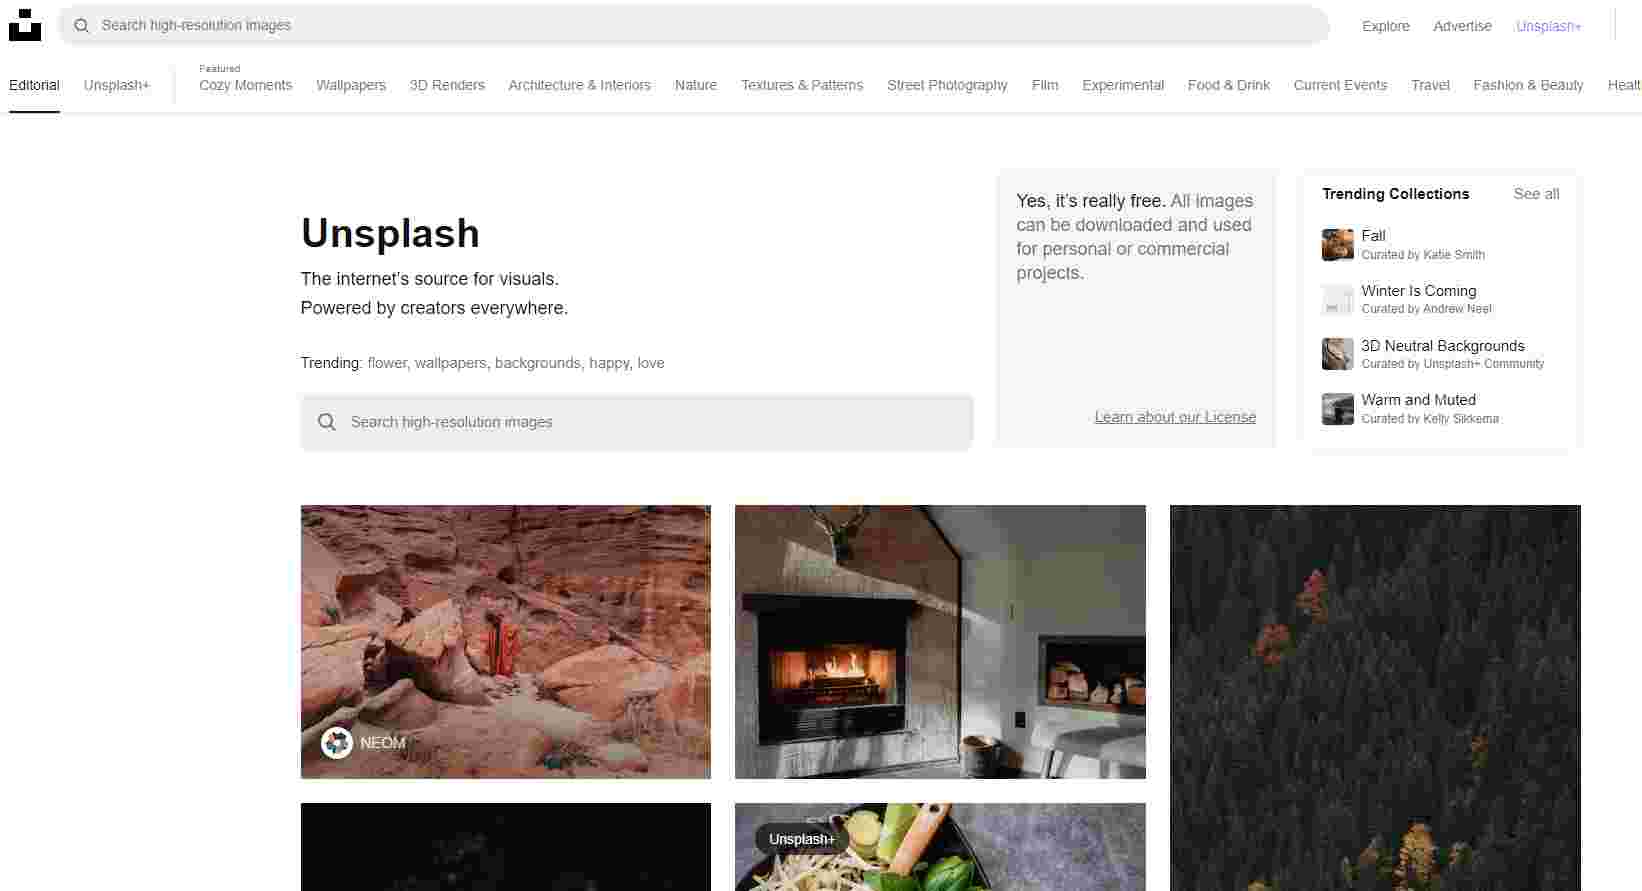 Search high-resolution images
Explore
Advertise
Unsplash+
Editorial
Unsplash+
Featured
Cozy Moments
Wallpapers
3D Renders
Architecture & Interiors
Nature
Textures & Patterns
Street Photography
Film
Experimental
Food & Drink
Current Events
Travel
Fashion & Beauty
Healt
Unsplash
The internet's source for visuals.
Powered by creators everywhere.
Trending: flower, wallpapers, backgrounds, happy, love
Search high-resolution images
Yes, it's really free. All images
can be downloaded and used
for personal or commercial
projects.
Learn about our License
Trending Collections
See all
Fall
Curated by Katie Smith
Winter Is Coming
Curated by Andrew Neel
3D Neutral Backgrounds
Curated by Unsplash+ Community
Warm and Muted
Curated by Kelly Sikkema
NEOM
Unsplash+